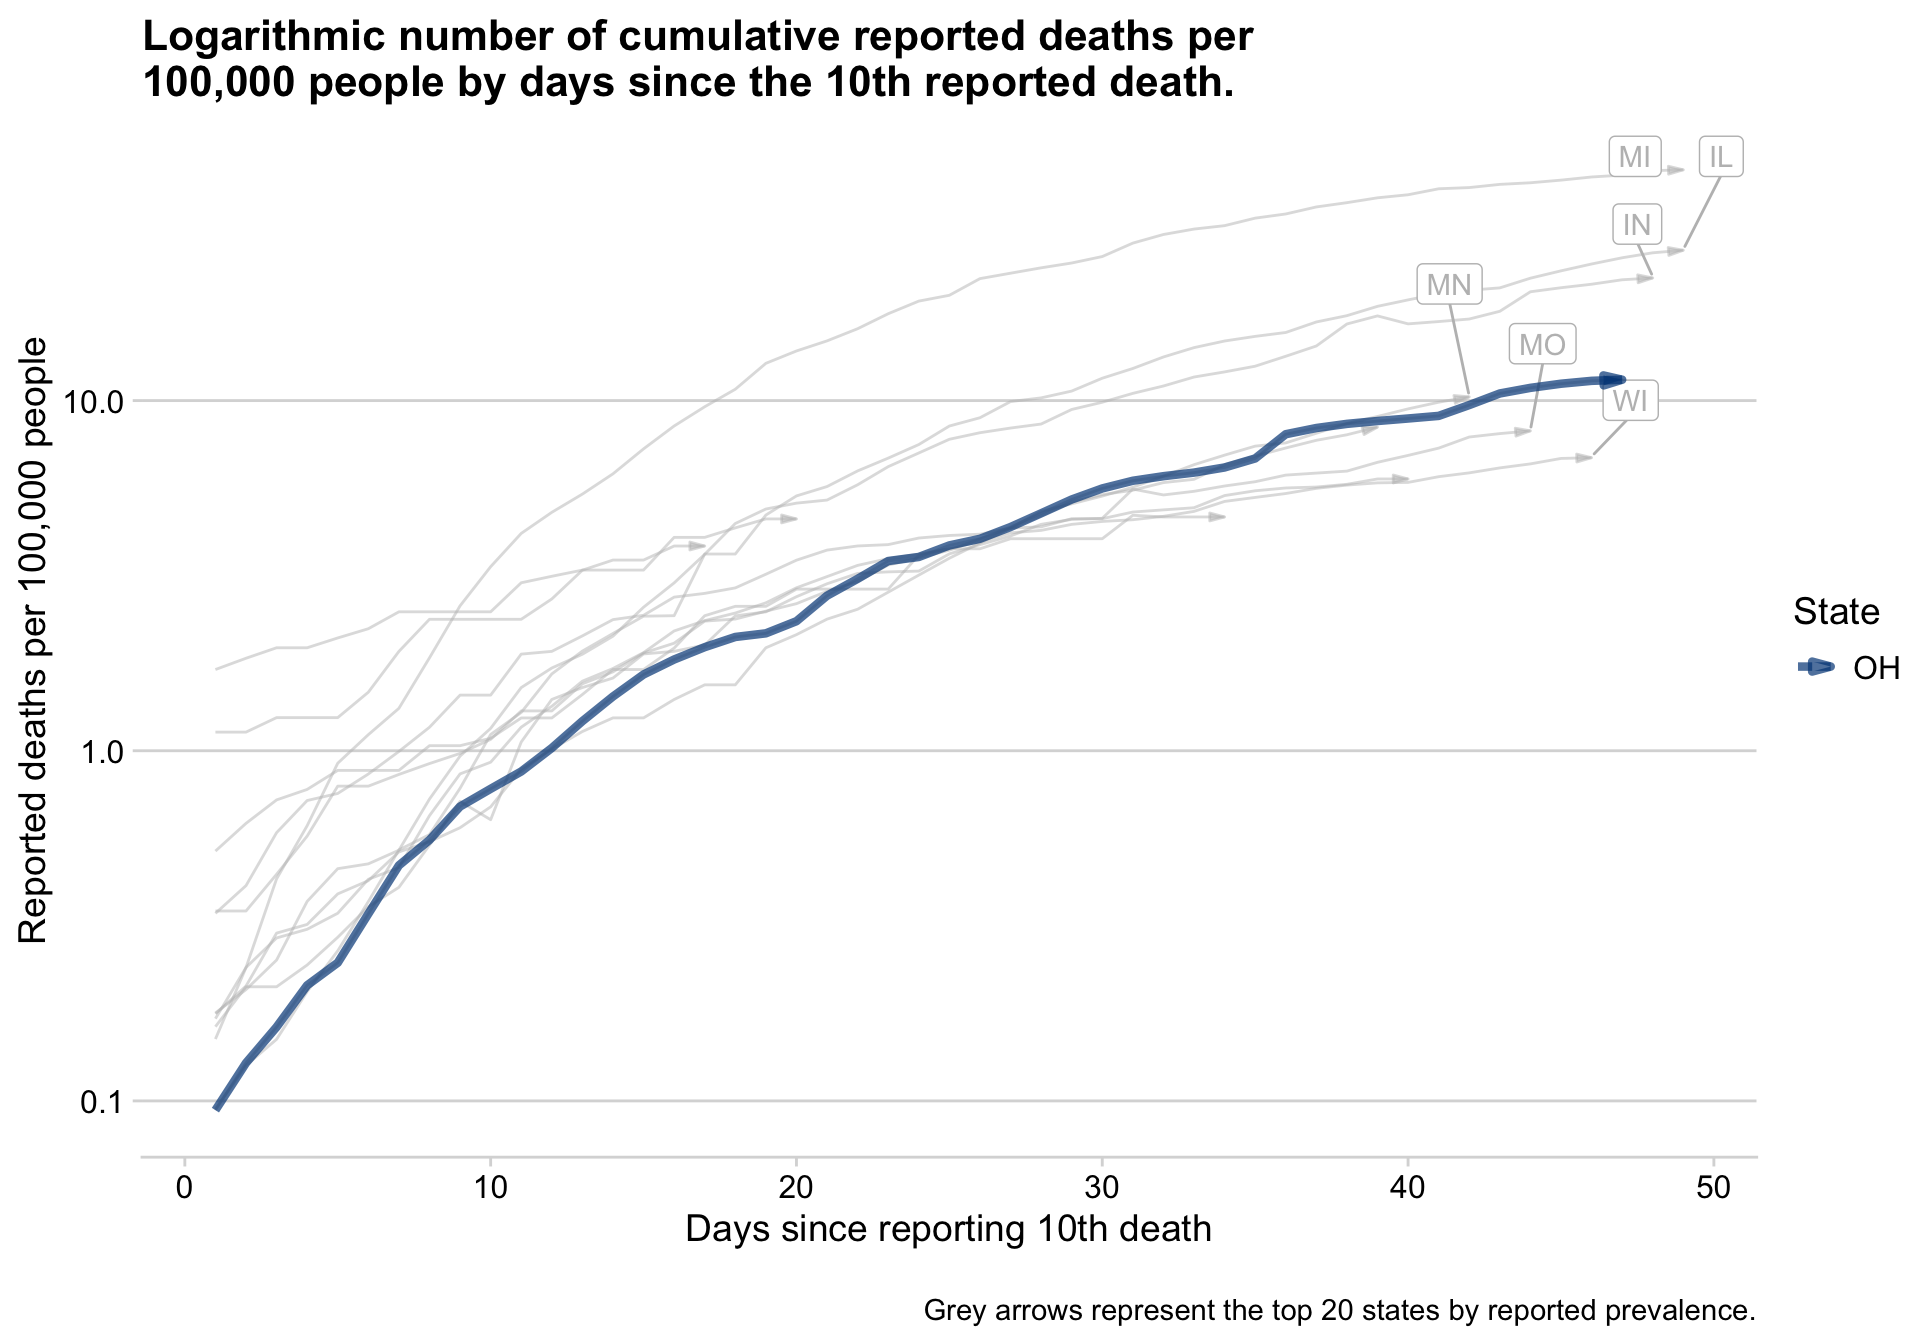 Logarithmic number of cumulative reported deaths per
100,000 people by days since the 10th reported death.
MI
IL
IN
MN
MO
WI
Reported deaths per 100,000 people
10.0
1.0
0.1
State
OH
0
10
20
30
40
50
Days since reporting 10th death
Grey arrows represent the top 20 states by reported prevalence.